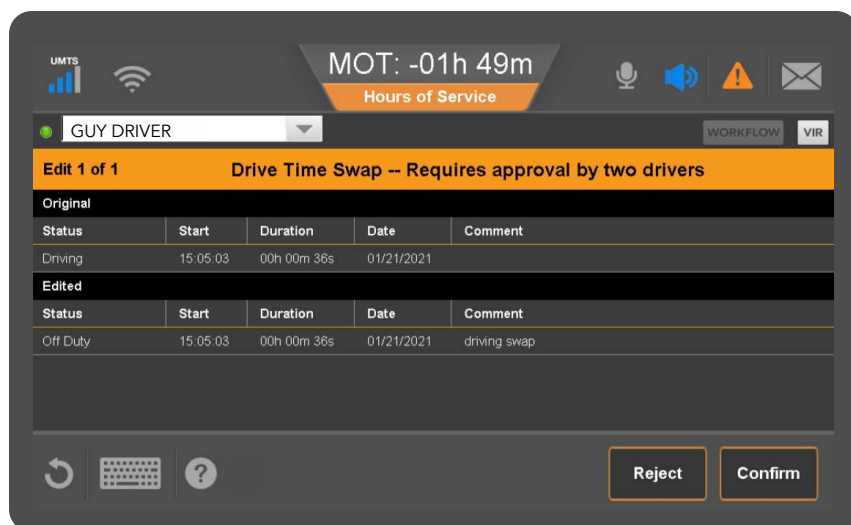 UMTS
MOT: -01h 49m
Hours of Service
GUY DRIVER
WORKFLOW VIR
Edit 1 of 1 Drive Time Swap -- Requires approval by two drivers
Original
Status Start Duration Date Comment
Driving 15:05:03 00h 00m 36s 01/21/2021
Edited
Status Start Duration Date Comment
Off Duty 15:05:03 00h 00m 36s 01/21/2021 driving swap
? Reject Confirm